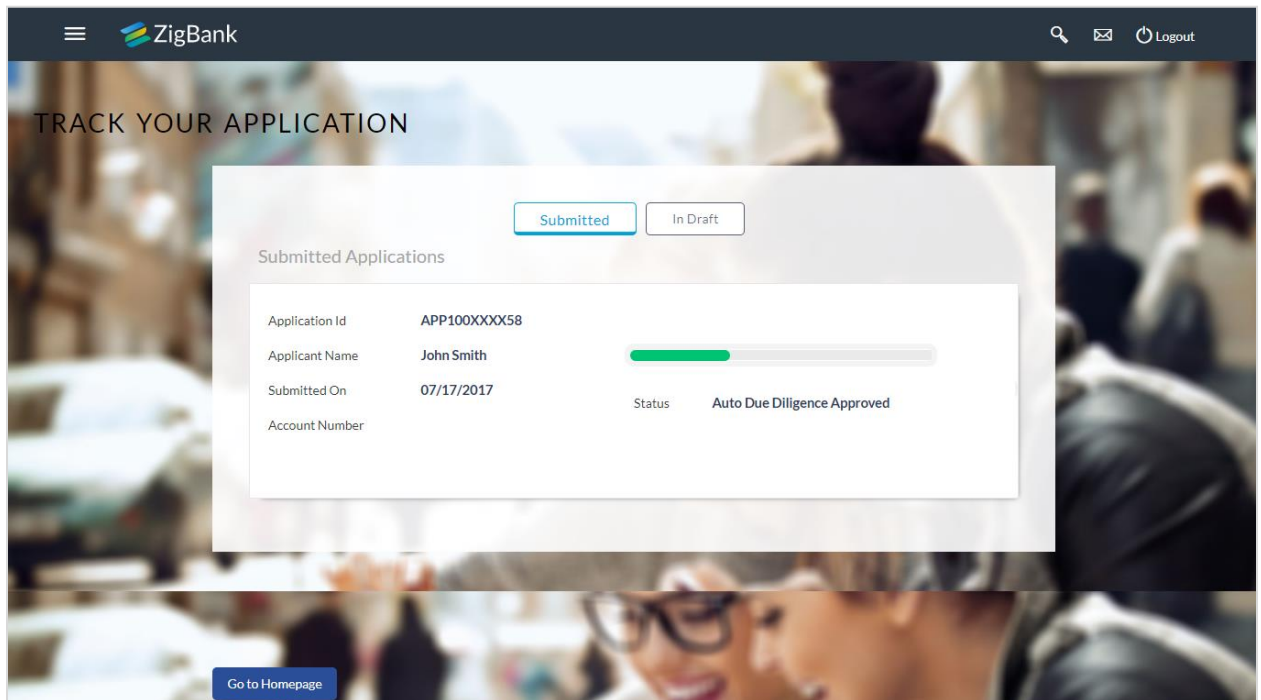 ZigBank
Logout
TRACK YOUR APPLICATION
Submitted
In Draft
Submitted Applications
Application Id APP100XXXX58
Applicant Name John Smith
Submitted On 07/17/2017
Status Auto Due Diligence Approved
Account Number
Go to Homepage